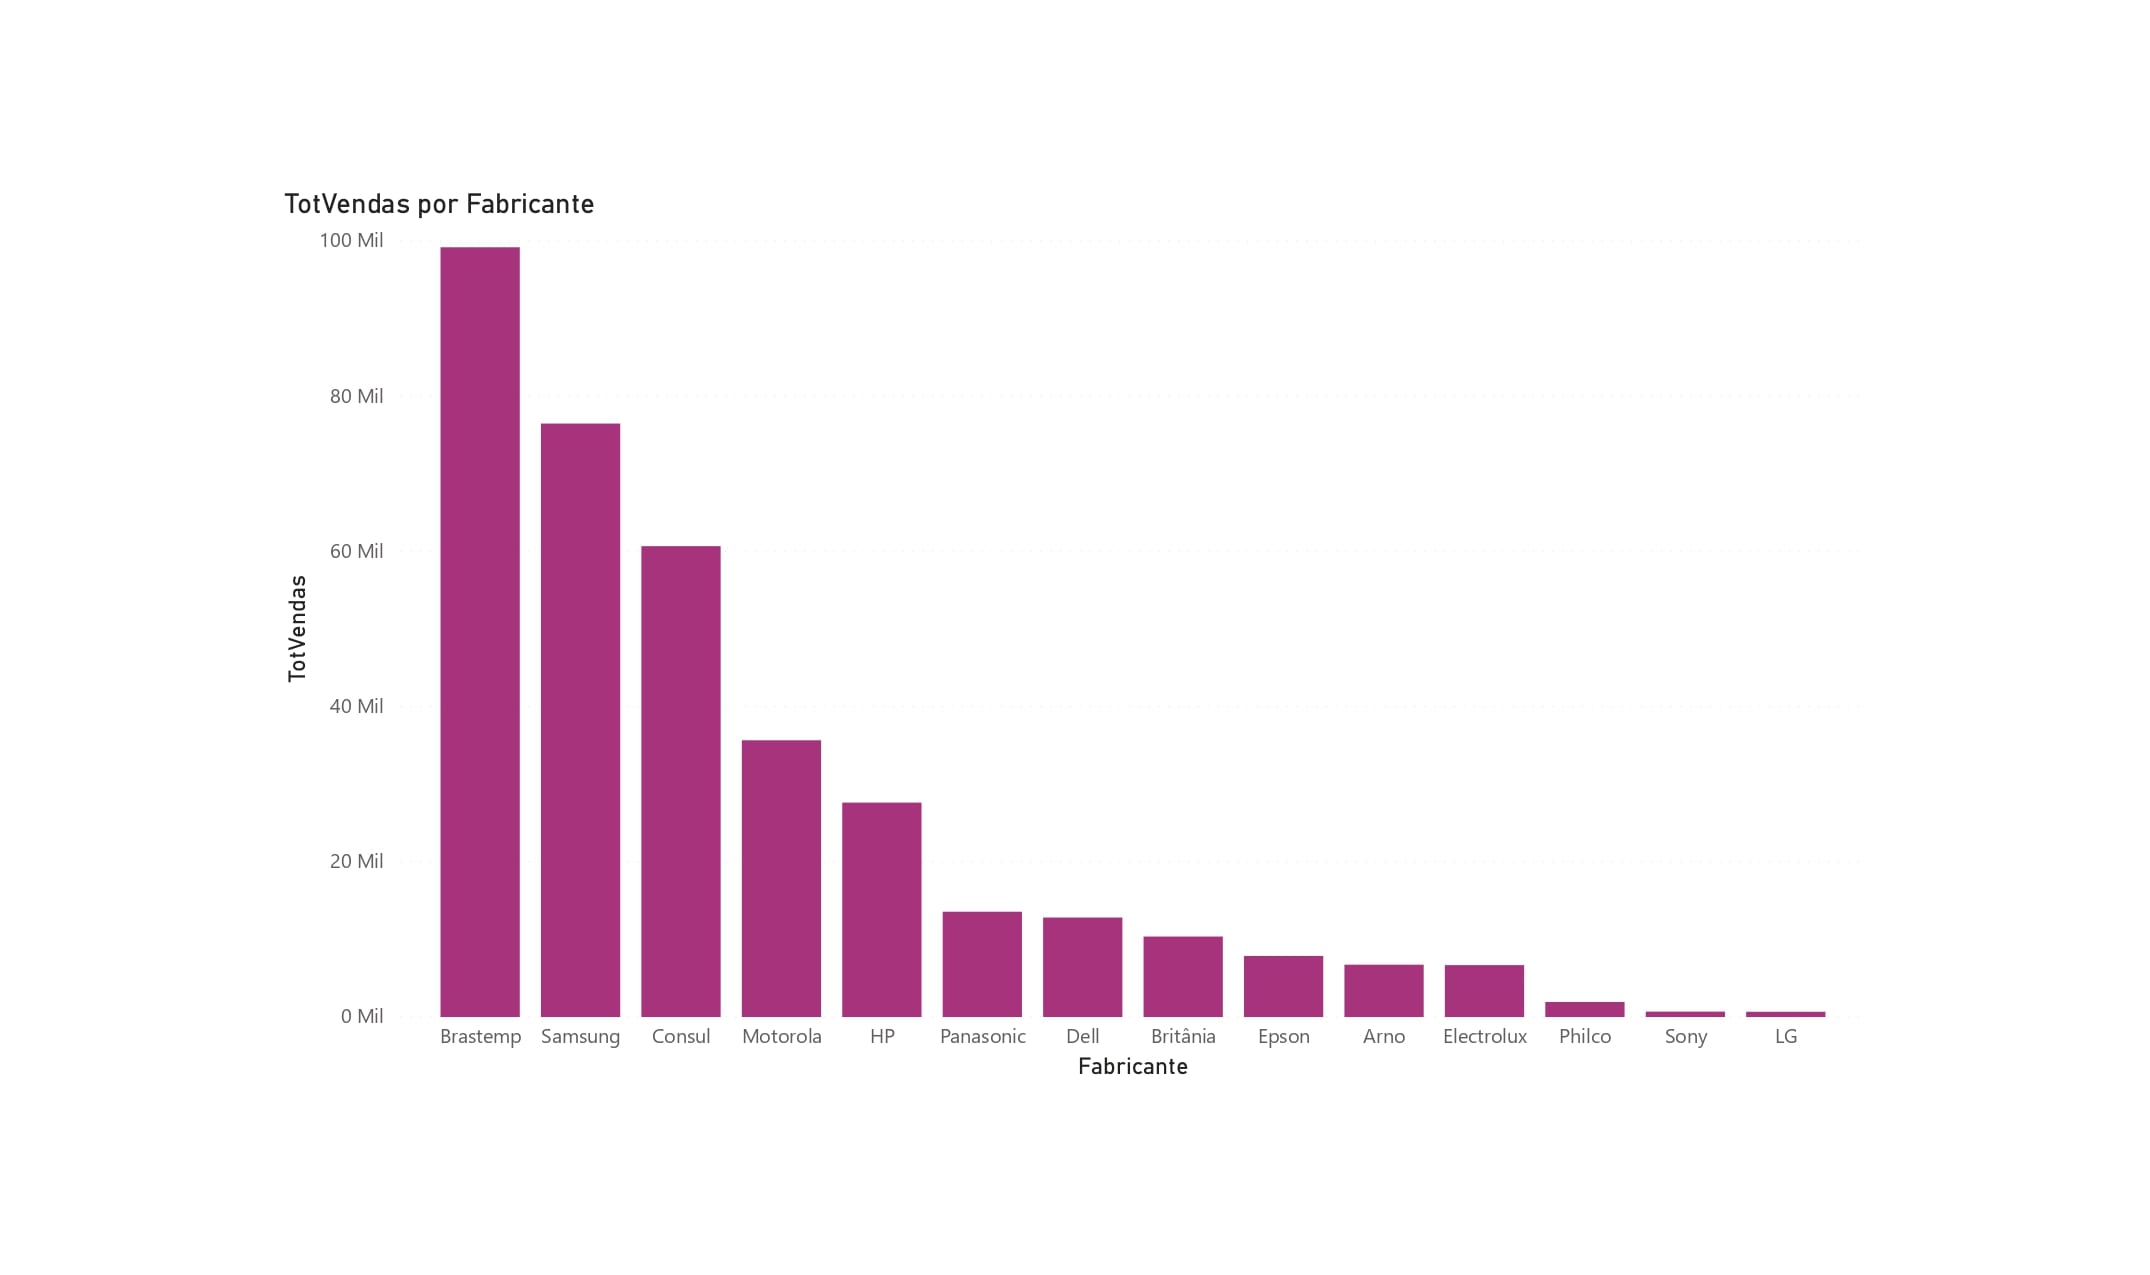 TotVendas por Fabricante
100 Mil
80 Mil
60 Mil
40 Mil
20 Mil
0 Mil
TotVendas
Brastemp Samsung Consul Motorola HP Panasonic Dell Britânia Epson Arno Electrolux Philco Sony LG
Fabricante